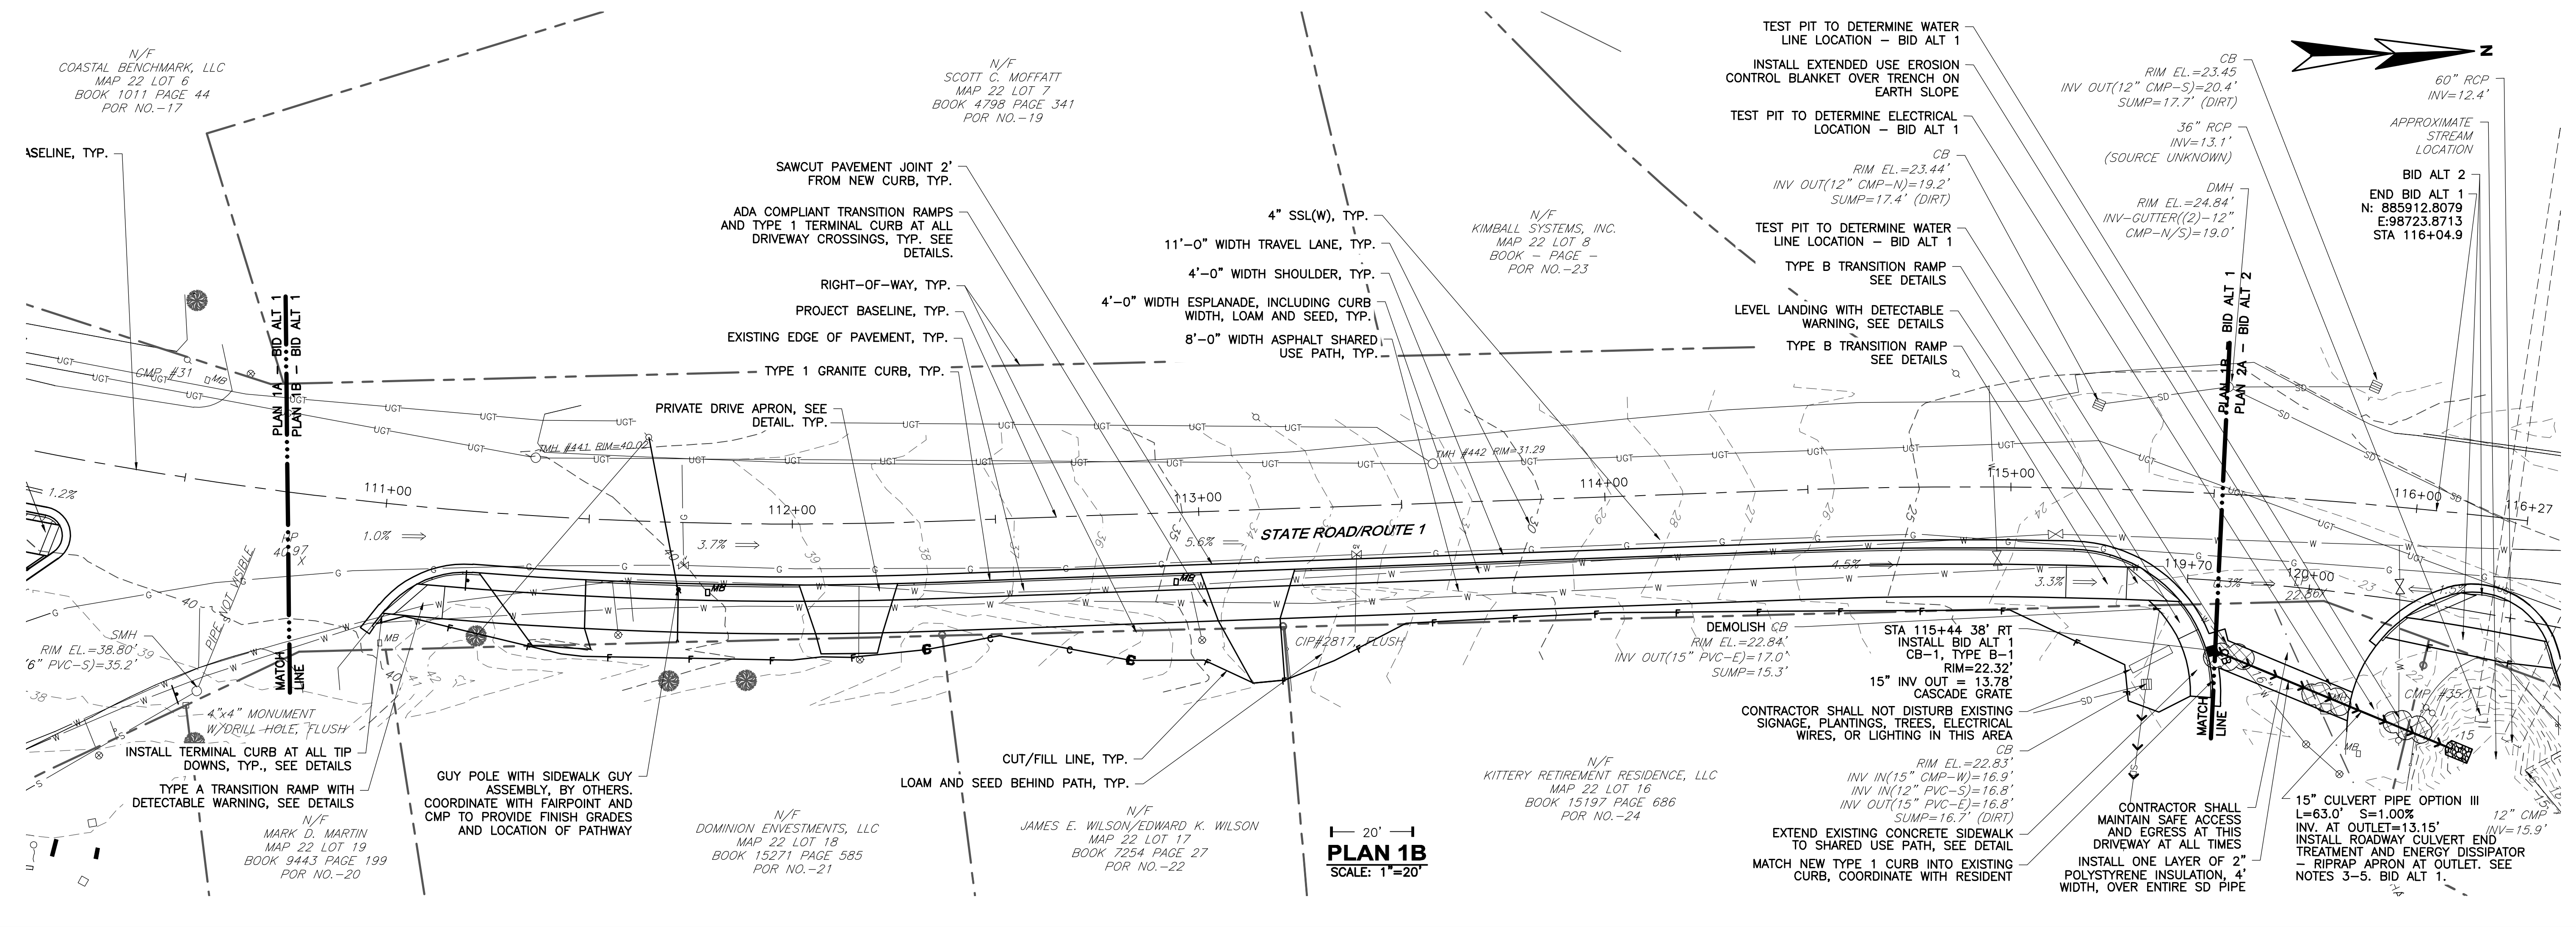 N/F
COASTAL BENCHMARK, LLC
MAP 22 LOT 6
BOOK 1011 PAGE 44
POR NO.-17
ASELINE, TYP.
N/F
SCOTT C. MOFFATT
MAP 22 LOT 7
BOOK 4798 PAGE 341
POR NO.-19
SAWCUT PAVEMENT JOINT 2'
FROM NEW CURB, TYP.
ADA COMPLIANT TRANSITION RAMPS
AND TYPE 1 TERMINAL CURB AT ALL
DRIVEWAY CROSSINGS, TYP. SEE
DETAILS.
RIGHT-OF-WAY, TYP.
PROJECT BASELINE, TYP.
EXISTING EDGE OF PAVEMENT, TYP.
TYPE 1 GRANITE CURB, TYP.
PRIVATE DRIVE APRON, SEE
DETAIL. TYP.
4" SSL(W), TYP.
11'-0" WIDTH TRAVEL LANE, TYP.
4'-0" WIDTH SHOULDER, TYP.
4'-0" WIDTH ESPLANADE, INCLUDING CURB
WIDTH, LOAM AND SEED, TYP.
8'-0" WIDTH ASPHALT SHARED
USE PATH, TYP.
N/F
KIMBALL SYSTEMS, INC.
MAP 22 LOT 8
BOOK - PAGE -
POR NO.-23
TEST PIT TO DETERMINE WATER
LINE LOCATION - BID ALT 1
INSTALL EXTENDED USE EROSION
CONTROL BLANKET OVER TRENCH ON
EARTH SLOPE
TEST PIT TO DETERMINE ELECTRICAL
LOCATION - BID ALT 1
CB
RIM EL.=23.44'
INV OUT(12" CMP-N)=19.2'
SUMP=17.4' (DIRT)
TEST PIT TO DETERMINE WATER
LINE LOCATION - BID ALT 1
TYPE B TRANSITION RAMP
SEE DETAILS
LEVEL LANDING WITH DETECTABLE
WARNING, SEE DETAILS
TYPE B TRANSITION RAMP
SEE DETAILS
CB
RIM EL.=23.45
INV OUT(12" CMP-S)=20.4'
SUMP=17.7' (DIRT)
36" RCP
INV=13.1'
(SOURCE UNKNOWN)
DMH
RIM EL.=24.84'
INV-GUTTER((2)-12"
CMP-N/S)=19.0'
N
60" RCP
INV=12.4'
APPROXIMATE
STREAM
LOCATION
BID ALT 2
END BID ALT 1
N: 885912.8079
E:98723.8713
STA 116+04.9
PLAN 1A - BID ALT 1
PLAN 1B - BID ALT 1
MATCH
LINE
PLAN 1B - BID ALT 1
PLAN 2A - BID ALT 2
MATCH
LINE
CMP #31
MB
TMH #441 RIM=40.02
TMH #442 RIM=31.29
111+00
112+00
113+00
114+00
115+00
116+00
116+27
119+70
120+00
STATE ROAD/ROUTE 1
1.2%
1.0%
3.7%
5.6%
4.5%
3.3%
1.5%
HP
40.97
X
PIPE NOT VISIBLE
SMH
RIM EL.=38.80'
(6" PVC-S)=35.2'
4"x4" MONUMENT
W/DRILL HOLE, FLUSH
INSTALL TERMINAL CURB AT ALL TIP
DOWNS, TYP., SEE DETAILS
TYPE A TRANSITION RAMP WITH
DETECTABLE WARNING, SEE DETAILS
N/F
MARK D. MARTIN
MAP 22 LOT 19
BOOK 9443 PAGE 199
POR NO.-20
GUY POLE WITH SIDEWALK GUY
ASSEMBLY, BY OTHERS.
COORDINATE WITH FAIRPOINT AND
CMP TO PROVIDE FINISH GRADES
AND LOCATION OF PATHWAY
N/F
DOMINION ENVESTMENTS, LLC
MAP 22 LOT 18
BOOK 15271 PAGE 585
POR NO.-21
CUT/FILL LINE, TYP.
LOAM AND SEED BEHIND PATH, TYP.
N/F
JAMES E. WILSON/EDWARD K. WILSON
MAP 22 LOT 17
BOOK 7254 PAGE 27
POR NO.-22
CIP#2817, FLUSH
20'
PLAN 1B
SCALE: 1"=20'
N/F
KITTERY RETIREMENT RESIDENCE, LLC
MAP 22 LOT 16
BOOK 15197 PAGE 686
POR NO.-24
DEMOLISH CB
RIM EL.=22.84'
INV OUT(15" PVC-E)=17.0'
SUMP=15.3'
STA 115+44 38' RT
INSTALL BID ALT 1
CB-1, TYPE B-1
RIM=22.32'
15" INV OUT = 13.78'
CASCADE GRATE
CONTRACTOR SHALL NOT DISTURB EXISTING
SIGNAGE, PLANTINGS, TREES, ELECTRICAL
WIRES, OR LIGHTING IN THIS AREA
CB
RIM EL.=22.83'
INV IN(15" CMP-W)=16.9'
INV IN(12" PVC-S)=16.8'
INV OUT(15" PVC-E)=16.8'
SUMP=16.7' (DIRT)
EXTEND EXISTING CONCRETE SIDEWALK
TO SHARED USE PATH, SEE DETAIL
MATCH NEW TYPE 1 CURB INTO EXISTING
CURB, COORDINATE WITH RESIDENT
CONTRACTOR SHALL
MAINTAIN SAFE ACCESS
AND EGRESS AT THIS
DRIVEWAY AT ALL TIMES
INSTALL ONE LAYER OF 2"
POLYSTYRENE INSULATION, 4'
WIDTH, OVER ENTIRE SD PIPE
15" CULVERT PIPE OPTION III
L=63.0' S=1.00%
INV. AT OUTLET=13.15'
INSTALL ROADWAY CULVERT END
TREATMENT AND ENERGY DISSIPATOR
- RIPRAP APRON AT OUTLET. SEE
NOTES 3-5. BID ALT 1.
12" CMP
INV=15.9'
CMP #35.1
22.86X